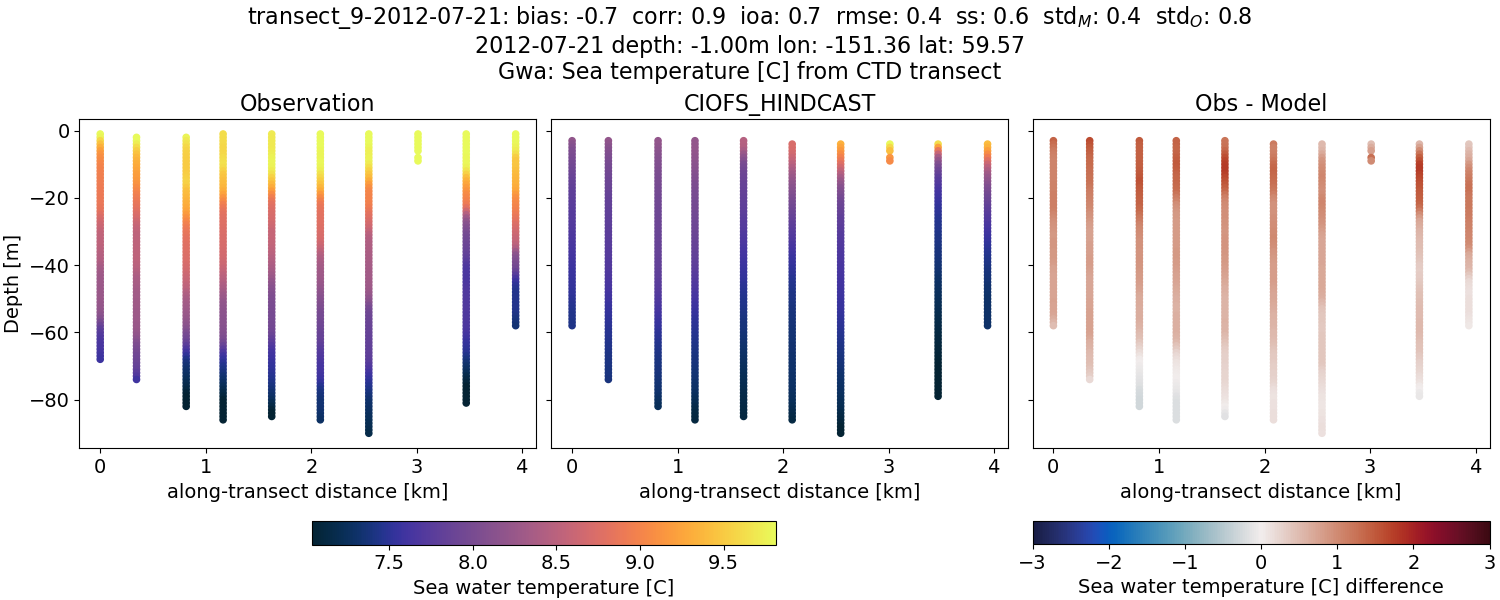 transect_9-2012-07-21: bias: -0.7 corr: 0.9 ioa: 0.7 rmse: 0.4 ss: 0.6 std_M: 0.4 std_O: 0.8
2012-07-21 depth: -1.00m lon: -151.36 lat: 59.57
Gwa: Sea temperature [C] from CTD transect
Observation
CIOFS_HINDCAST
Obs - Model
Depth [m]
0
−20
−40
−60
−80
0 1 2 3 4
0 1 2 3 4
0 1 2 3 4
along-transect distance [km]
along-transect distance [km]
along-transect distance [km]
7.5 8.0 8.5 9.0 9.5
Sea water temperature [C]
−3 −2 −1 0 1 2 3
Sea water temperature [C] difference